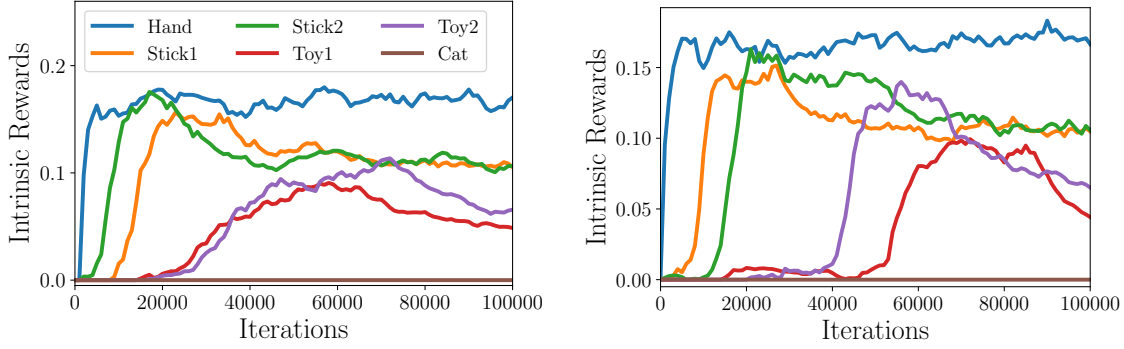 Hand Stick2 Toy2
Stick1 Toy1 Cat
Intrinsic Rewards
0.2
0.1
0.0
0 20000 40000 60000 80000 100000
Iterations
Intrinsic Rewards
0.15
0.10
0.05
0.00
0 20000 40000 60000 80000 100000
Iterations